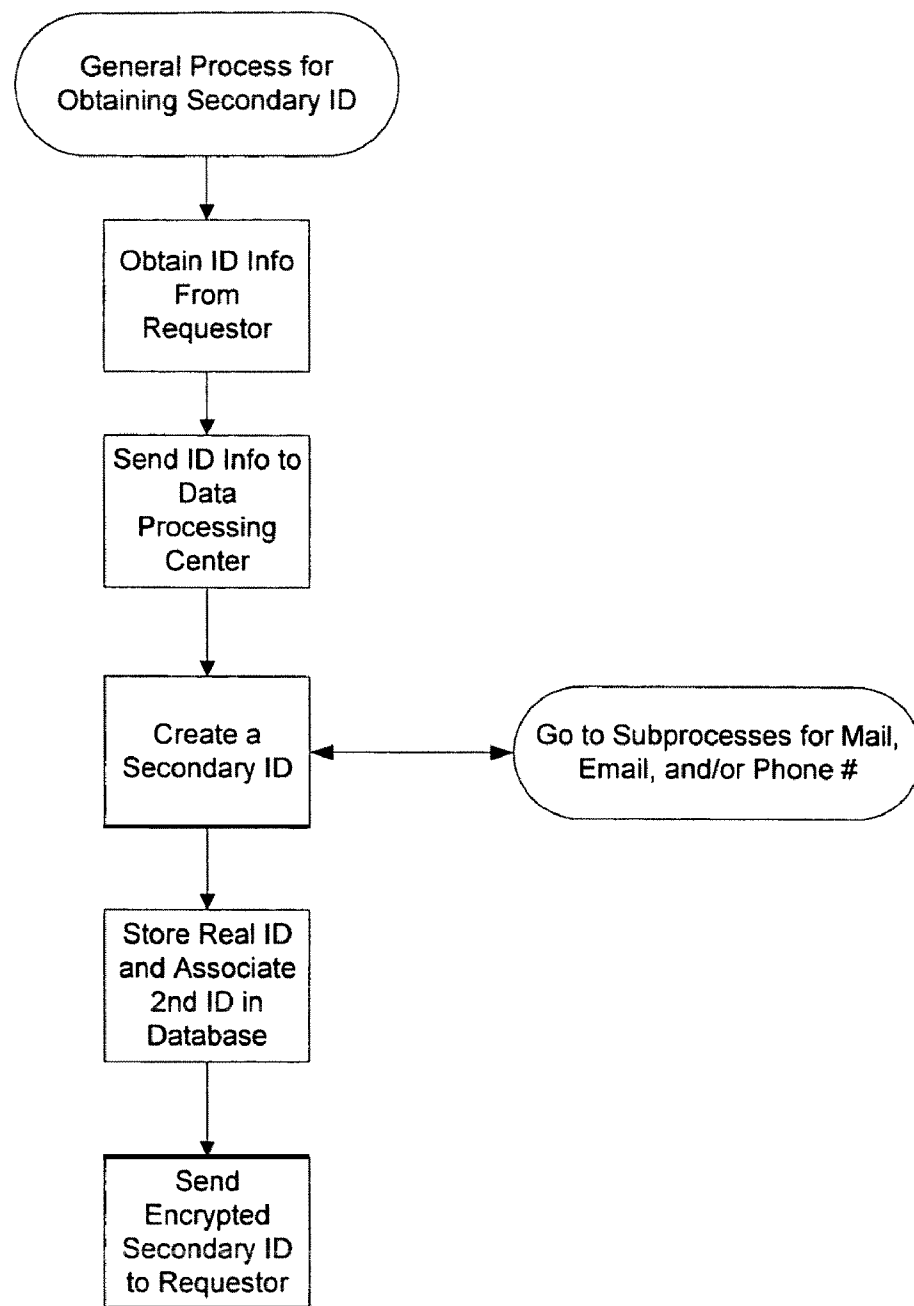 General Process for
Obtaining Secondary ID
Obtain ID Info
From
Requestor
Send ID Info to
Data
Processing
Center
Create a
Secondary ID
Go to Subprocesses for Mail,
Email, and/or Phone #
Store Real ID
and Associate
2nd ID in
Database
Send
Encrypted
Secondary ID
to Requestor